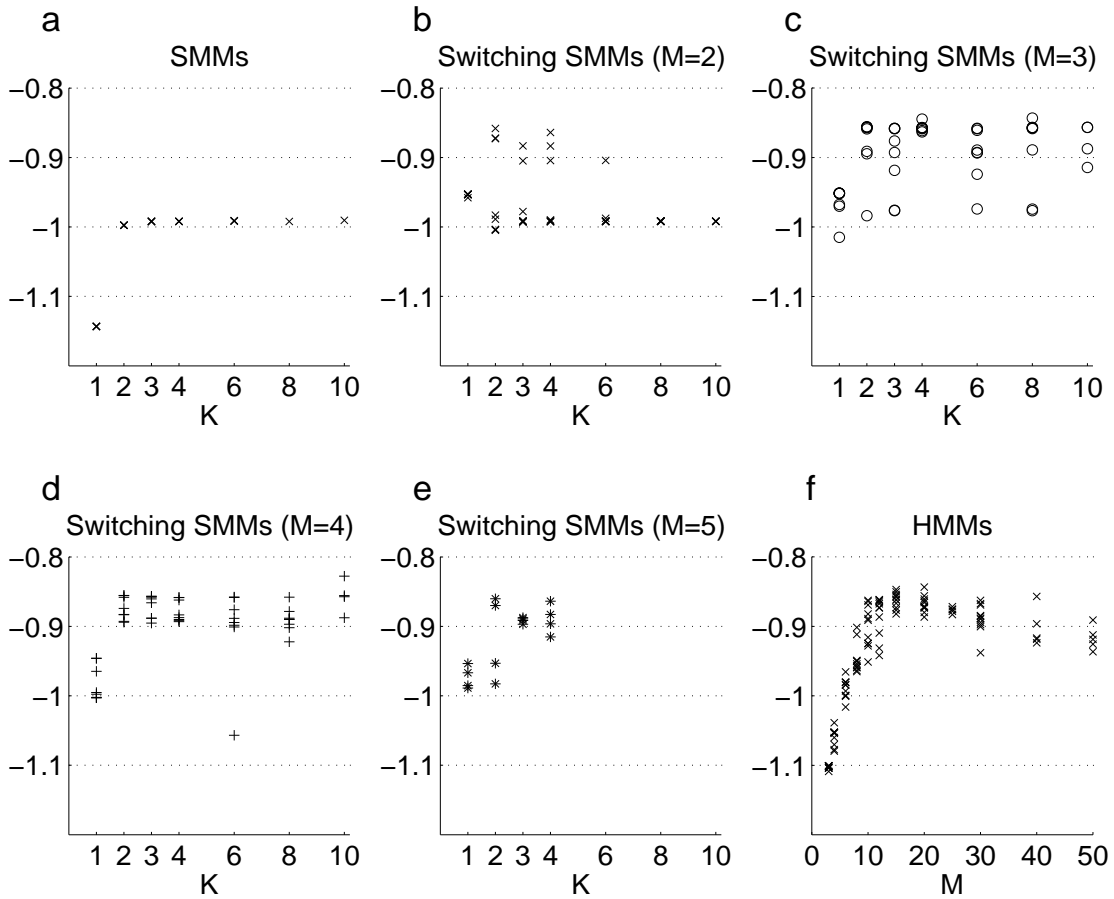 a
SMMs
−0.8
−0.9
−1
−1.1
1 2 3 4 6 8 10
K
b
Switching SMMs (M=2)
−0.8
−0.9
−1
−1.1
1 2 3 4 6 8 10
K
c
Switching SMMs (M=3)
−0.8
−0.9
−1
−1.1
1 2 3 4 6 8 10
K
d
Switching SMMs (M=4)
−0.8
−0.9
−1
−1.1
1 2 3 4 6 8 10
K
e
Switching SMMs (M=5)
−0.8
−0.9
−1
−1.1
1 2 3 4 6 8 10
K
f
HMMs
−0.8
−0.9
−1
−1.1
0 10 20 30 40 50
M